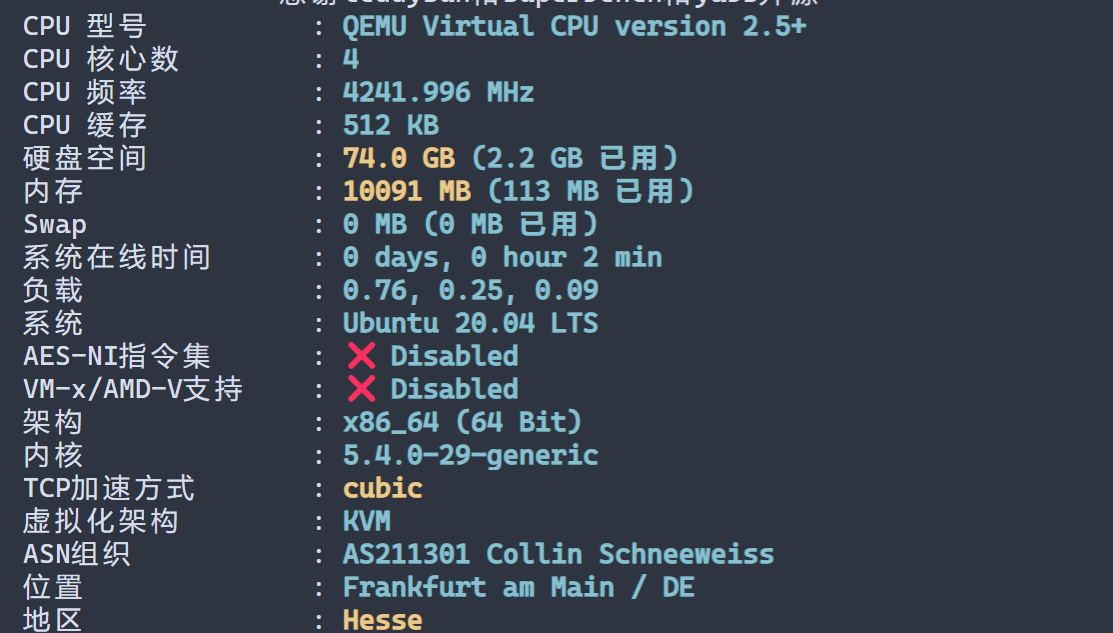 CPU 型号 : QEMU Virtual CPU version 2.5+
CPU 核心数 : 4
CPU 频率 : 4241.996 MHz
CPU 缓存 : 512 KB
硬盘空间 : 74.0 GB (2.2 GB 已用)
内存 : 10091 MB (113 MB 已用)
Swap : 0 MB (0 MB 已用)
系统在线时间 : 0 days, 0 hour 2 min
负载 : 0.76, 0.25, 0.09
系统 : Ubuntu 20.04 LTS
AES-NI指令集 : ❌ Disabled
VM-x/AMD-V支持 : ❌ Disabled
架构 : x86_64 (64 Bit)
内核 : 5.4.0-29-generic
TCP加速方式 : cubic
虚拟化架构 : KVM
ASN组织 : AS211301 Collin Schneeweiss
位置 : Frankfurt am Main / DE
地区 : Hesse